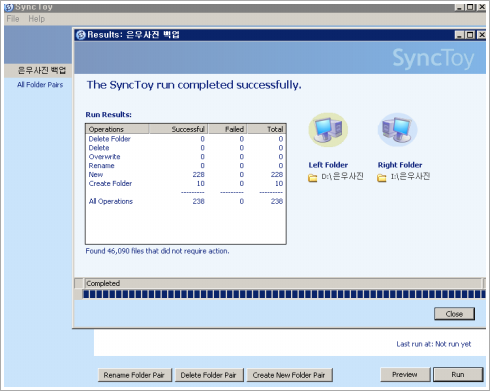 SyncToy
File Help
Results: 은우사진 백업
SyncToy
은우사진 백업
All Folder Pairs
The SyncToy run completed successfully.
Run Results:
Operations Successful Failed Total
Delete Folder 0 0 0
Delete 0 0 0
Overwrite 0 0 0
Rename 0 0 0
New 228 0 228
Create Folder 10 0 10
--------- --------- ---------
All Operations 238 0 238
Left Folder Right Folder
D:\은우사진 I:\은우사진
Found 46,090 files that did not require action.
Completed
Close
Last run at: Not run yet
Rename Folder Pair Delete Folder Pair Create New Folder Pair Preview Run